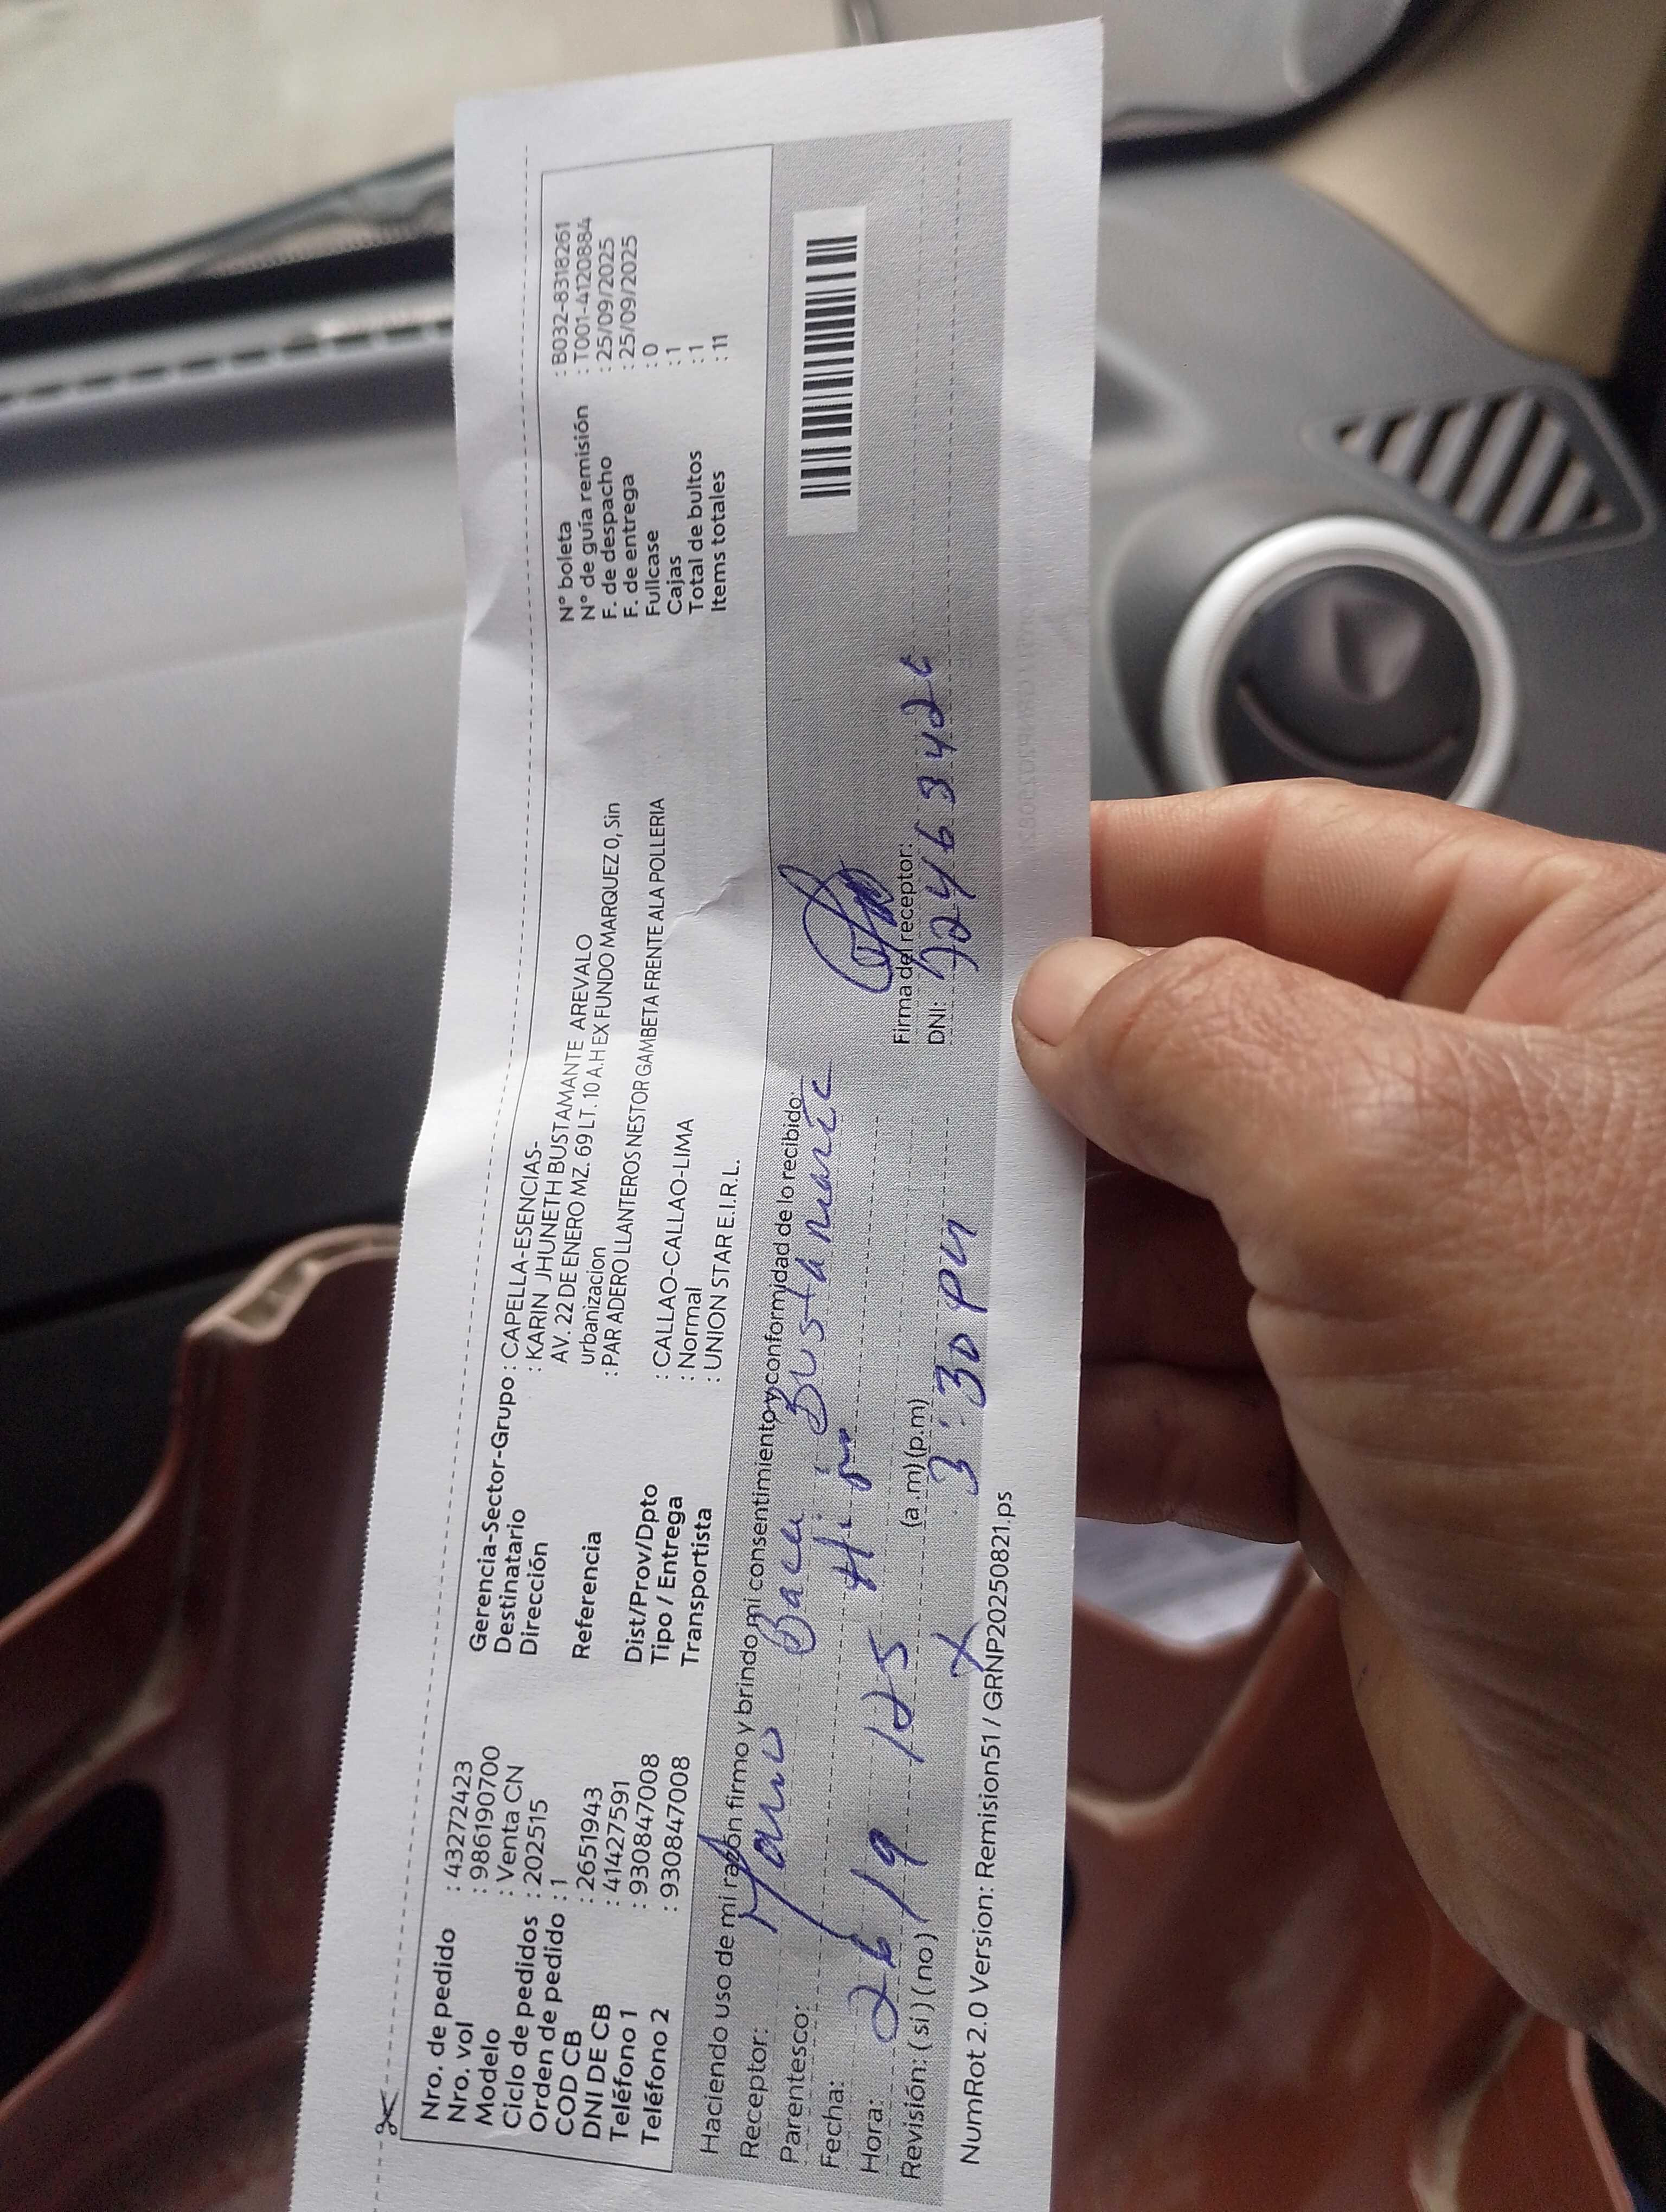 Nro. de pedido : 43272423
Nro. vol : 986190700
Modelo : Venta CN
Ciclo de pedidos : 202515
Orden de pedido : 1
COD CB : 2651943
DNI DE CB : 41427591
Teléfono 1 : 930847008
Teléfono 2 : 930847008
Gerencia-Sector-Grupo : CAPELLA-ESENCIAS-
Destinatario : KARIN JHUNETH BUSTAMANTE AREVALO
Dirección AV. 22 DE ENERO MZ. 69 LT. 10 A.H EX FUNDO MARQUEZ 0, Sin
urbanizacion
Referencia : PARADERO LLANTEROS NESTOR GAMBETA FRENTE ALA POLLERIA
Dist/Prov/Dpto : CALLAO-CALLAO-LIMA
Tipo / Entrega : Normal
Transportista : UNION STAR E.I.R.L.
N° boleta : B032-8318261
N° de guía remisión : T001-41208884
F. de despacho : 25/09/2025
F. de entrega : 25/09/2025
Fullcase : 0
Cajas : 1
Total de bultos : 1
Items totales : 11
Haciendo uso de mi razón firmo y brindo mi consentimiento y conformidad de lo recibido:
Receptor: Bustamante
Parentesco:
Fecha: 26/9/25
Hora: (a .m) (p.m) 3:30 PM
Revisión: ( si ) ( no ) X
Firma del receptor:
DNI:
NumRot 2.0 Version: Remision51 / GRNP20250821.ps